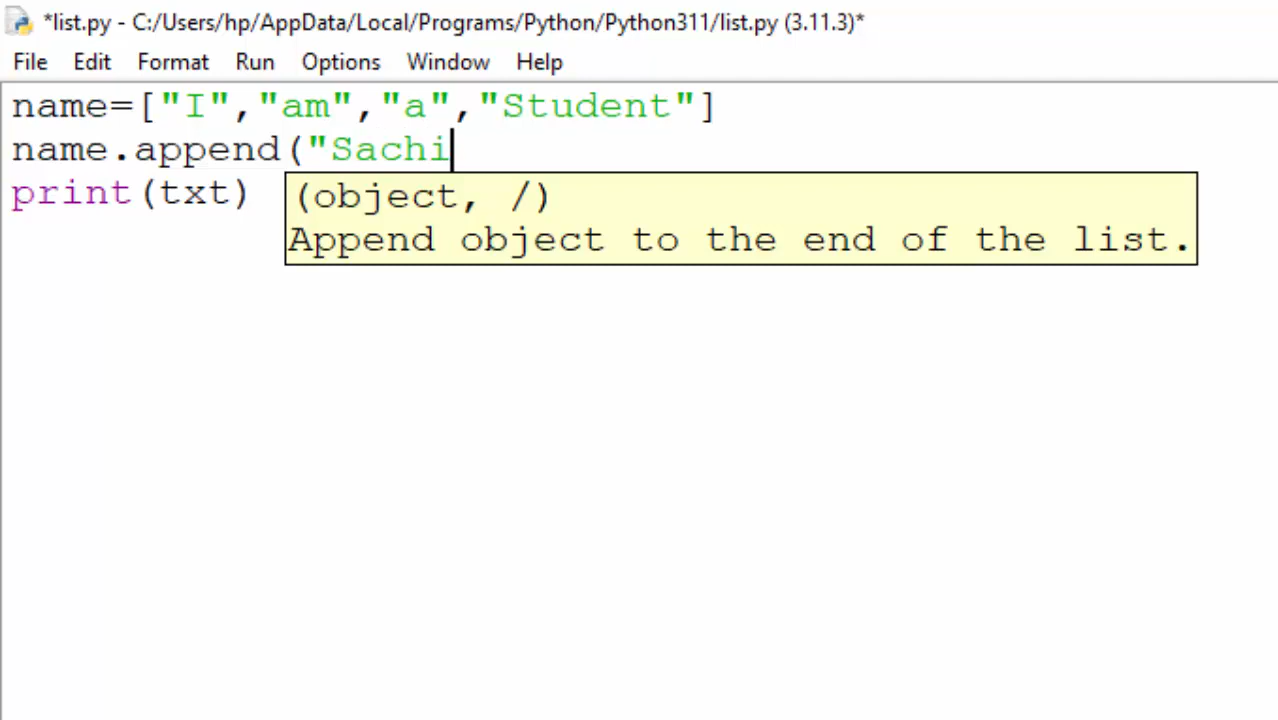 *list.py - C:/Users/hp/AppData/Local/Programs/Python/Python311/list.py (3.11.3)*
File Edit Format Run Options Window Help
name=["I","am","a","Student"]
name.append("Sachi
print(txt)
(object, /)
Append object to the end of the list.